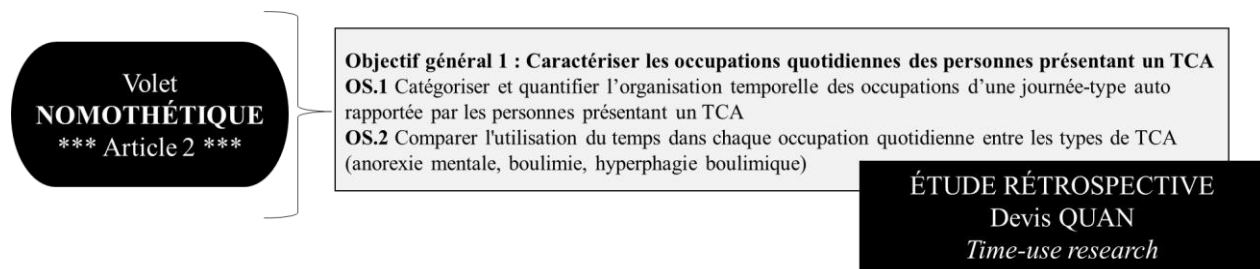 Volet
NOMOTHÉTIQUE
*** Article 2 ***
Objectif général 1 : Caractériser les occupations quotidiennes des personnes présentant un TCA
OS.1 Catégoriser et quantifier l'organisation temporelle des occupations d'une journée-type auto
rapportée par les personnes présentant un TCA
OS.2 Comparer l'utilisation du temps dans chaque occupation quotidienne entre les types de TCA
(anorexie mentale, boulimie, hyperphagie boulimique)
ÉTUDE RÉTROSPECTIVE
Devis QUAN
Time-use research